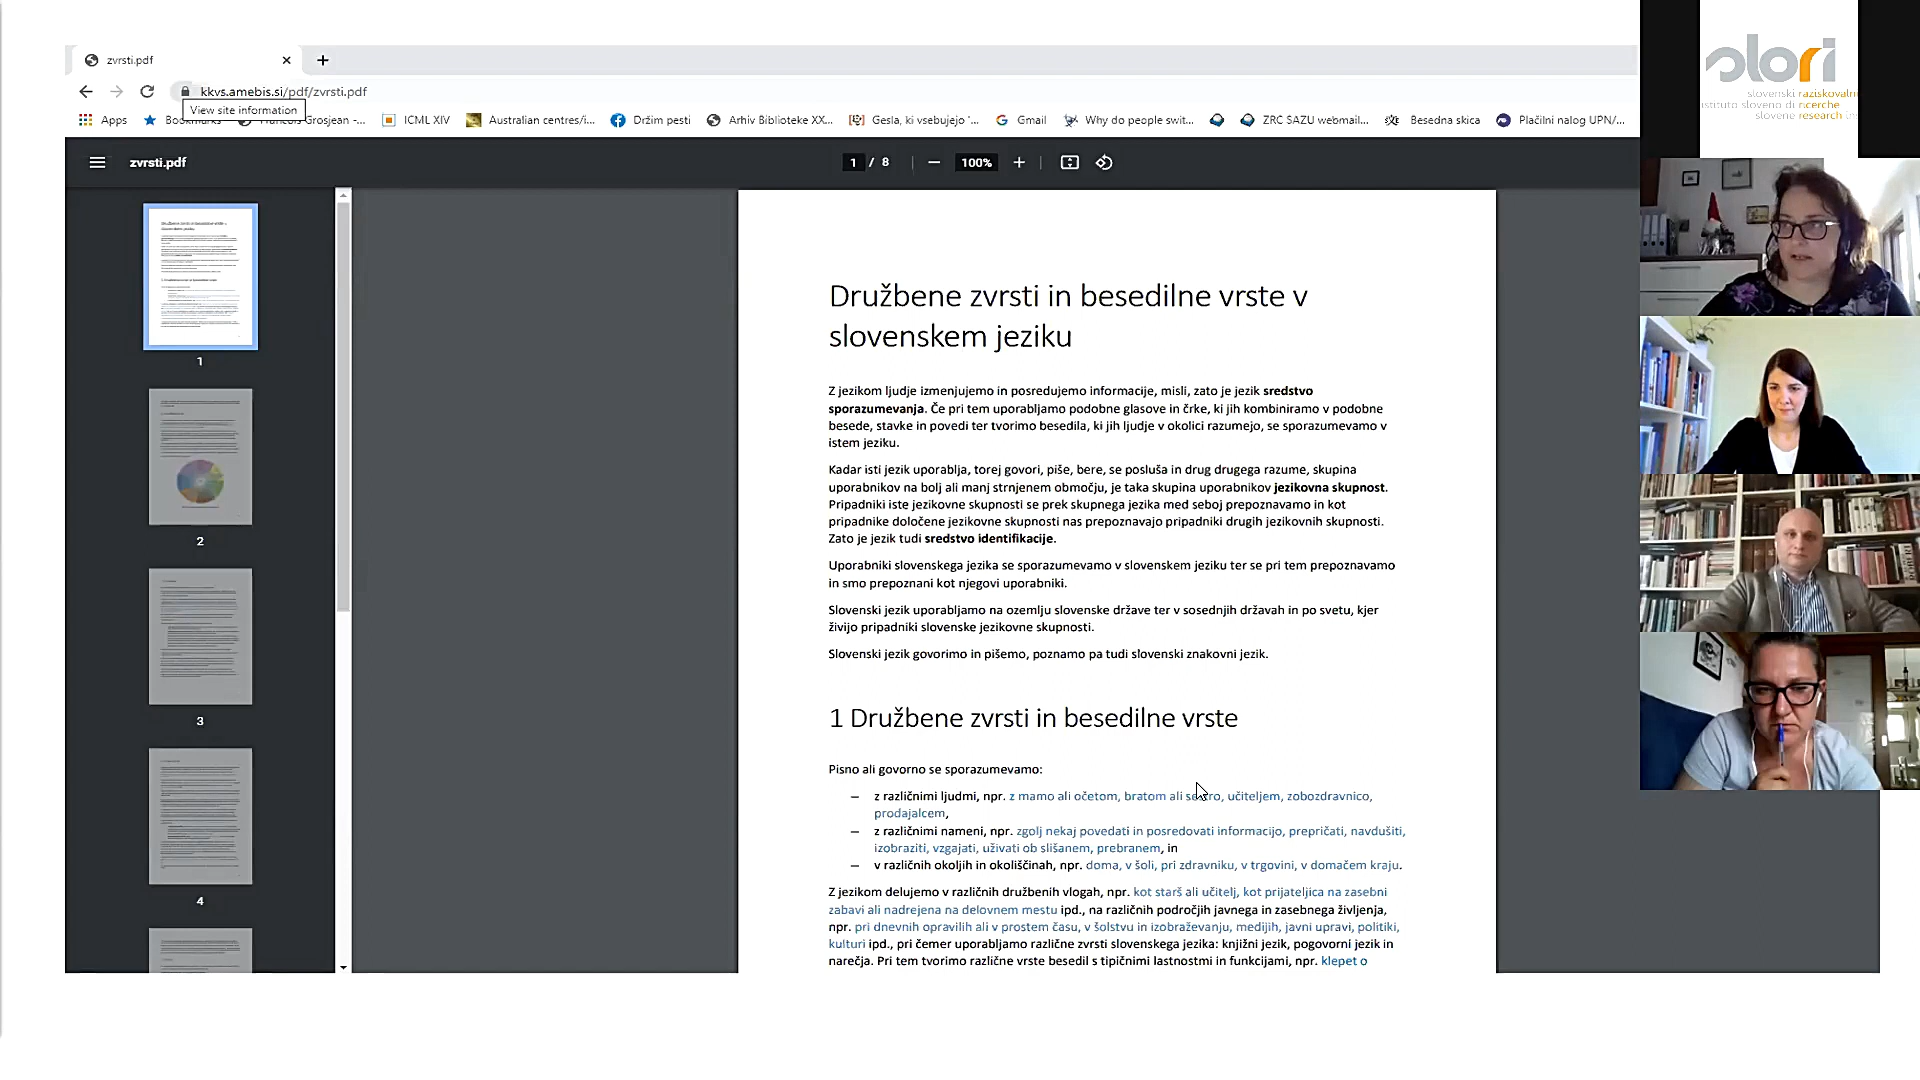 zvrsti.pdf
kkvs.amebis.si/pdf/zvrsti.pdf
View site information
Apps
ICML XIV
Australian centres/i...
Držim pesti
Arhiv Biblioteke XX...
Gesla, ki vsebujejo '...
Gmail
Why do people swit...
ZRC SAZU webmail...
Besedna skica
Plačilni nalog UPN/...
zvrsti.pdf
1 / 8
100%
1
2
3
4
Družbene zvrsti in besedilne vrste v
slovenskem jeziku
Z jezikom ljudje izmenjujemo in posredujemo informacije, misli, zato je jezik sredstvo
sporazumevanja. Če pri tem uporabljamo podobne glasove in črke, ki jih kombiniramo v podobne
besede, stavke in povedi ter tvorimo besedila, ki jih ljudje v okolici razumejo, se sporazumevamo v
istem jeziku.
Kadar isti jezik uporablja, torej govori, piše, bere, se posluša in drug drugega razume, skupina
uporabnikov na bolj ali manj strnjenem območju, je taka skupina uporabnikov jezikovna skupnost.
Pripadniki iste jezikovne skupnosti se prek skupnega jezika med seboj prepoznavamo in kot
pripadnike določene jezikovne skupnosti nas prepoznavajo pripadniki drugih jezikovnih skupnosti.
Zato je jezik tudi sredstvo identifikacije.
Uporabniki slovenskega jezika se sporazumevamo v slovenskem jeziku ter se pri tem prepoznavamo
in smo prepoznani kot njegovi uporabniki.
Slovenski jezik uporabljamo na ozemlju slovenske države ter v sosednjih državah in po svetu, kjer
živijo pripadniki slovenske jezikovne skupnosti.
Slovenski jezik govorimo in pišemo, poznamo pa tudi slovenski znakovni jezik.
1 Družbene zvrsti in besedilne vrste
Pisno ali govorno se sporazumevamo:
– z različnimi ljudmi, npr. z mamo ali očetom, bratom ali sestro, učiteljem, zobozdravnico,
prodajalcem,
– z različnimi nameni, npr. zgolj nekaj povedati in posredovati informacijo, prepričati, navdušiti,
izobraziti, vzgajati, uživati ob slišanem, prebranem, in
– v različnih okoljih in okoliščinah, npr. doma, v šoli, pri zdravniku, v trgovini, v domačem kraju.
Z jezikom delujemo v različnih družbenih vlogah, npr. kot starš ali učitelj, kot prijateljica na zasebni
zabavi ali nadrejena na delovnem mestu ipd., na različnih področjih javnega in zasebnega življenja,
npr. pri dnevnih opravilih ali v prostem času, v šolstvu in izobraževanju, medijih, javni upravi, politiki,
kulturi ipd., pri čemer uporabljamo različne zvrsti slovenskega jezika: knjižni jezik, pogovorni jezik in
narečja. Pri tem tvorimo različne vrste besedil s tipičnimi lastnostmi in funkcijami, npr. klepet o
slori
slovenski raziskovaln
istituto sloveno di ricerche
slovene research ins